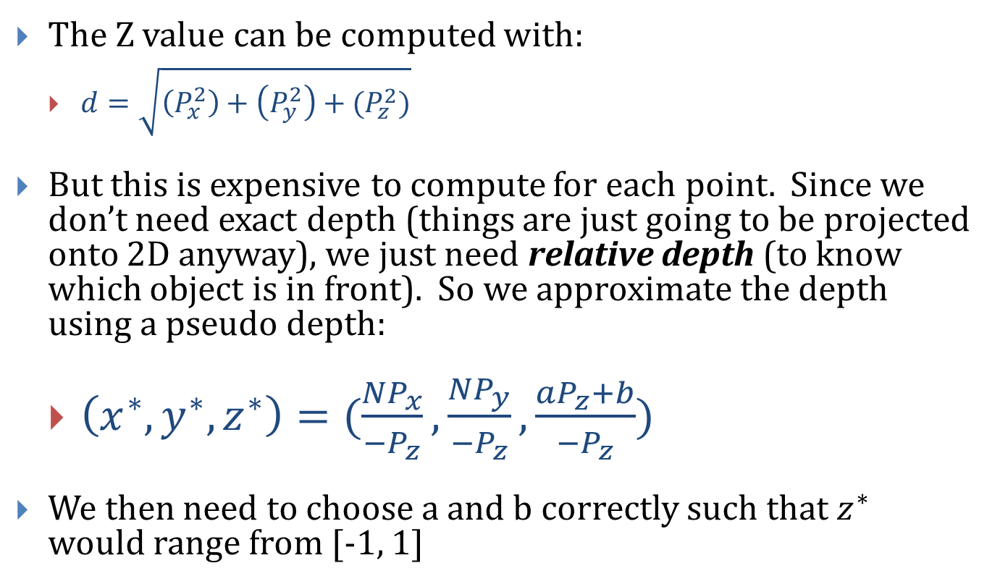 The Z value can be computed with:
d = √((P_x^2) + (P_y^2) + (P_z^2))
But this is expensive to compute for each point. Since we
don’t need exact depth (things are just going to be projected
onto 2D anyway), we just need relative depth (to know
which object is in front). So we approximate the depth
using a pseudo depth:
(x*, y*, z*) = (NP_x/−P_z, NP_y/−P_z, aP_z+b/−P_z)
We then need to choose a and b correctly such that z*
would range from [-1, 1]